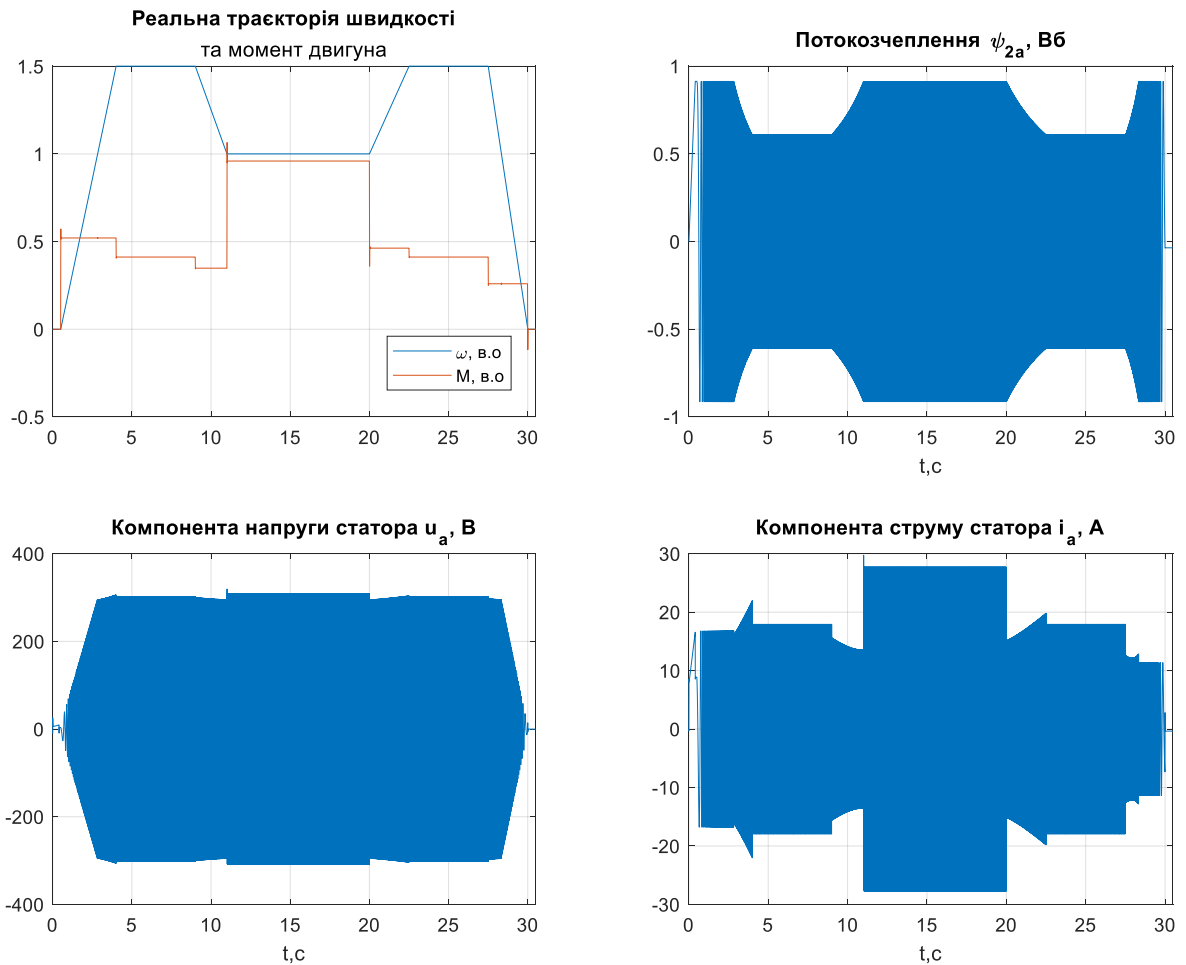 Реальна траєкторія швидкості
та момент двигуна
1.5
1
0.5
0
-0.5
0 5 10 15 20 25 30
ω, в.о
М, в.о
Потокозчеплення ψ2a, Вб
1
0.5
0
-0.5
-1
0 5 10 15 20 25 30
t,c
Компонента напруги статора ua, В
400
200
0
-200
-400
0 5 10 15 20 25 30
t,c
Компонента струму статора ia, А
30
20
10
0
-10
-20
-30
0 5 10 15 20 25 30
t,c